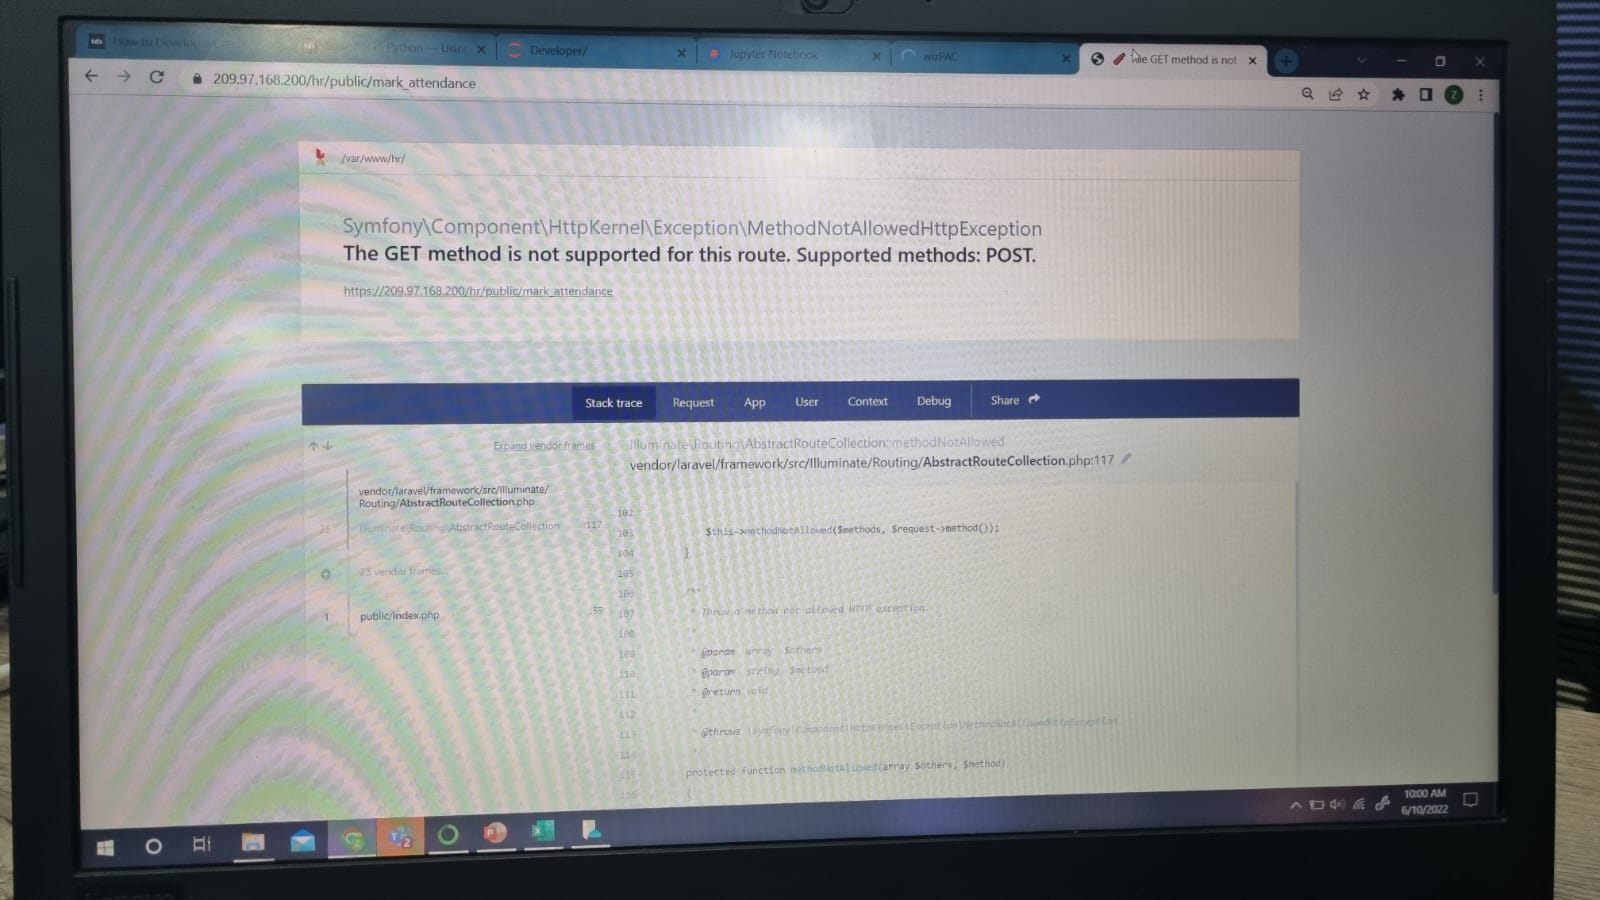 How to Develop
in Python — Using
Developer/
Jupyter Notebook
wizPAC
GET method is not
209.97.168.200/hr/public/mark_attendance
Z
/var/www/hr/
Symfony\Component\HttpKernel\Exception\MethodNotAllowedHttpException
The GET method is not supported for this route. Supported methods: POST.
https://209.97.168.200/hr/public/mark_attendance
Stack trace Request App User Context Debug Share
Expand vendor frames
Illuminate\Routing\AbstractRouteCollection::methodNotAllowed
vendor/laravel/framework/src/Illuminate/Routing/AbstractRouteCollection.php:117
vendor/laravel/framework/src/Illuminate/
Routing/AbstractRouteCollection.php
25 Illuminate\Routing\AbstractRouteCollection :117
23 vendor frames...
1 public/index.php :55
102
103 $this->methodNotAllowed($methods, $request->method());
104 }
105
106 /**
107 * Throw a method not allowed HTTP exception.
108 *
109 * @param array $others
110 * @param string $method
111 * @return void
112 *
113 * @throws \Symfony\Component\HttpKernel\Exception\MethodNotAllowedHttpException
114 */
115 protected function methodNotAllowed(array $others, $method)
116 {
10:00 AM
6/10/2022